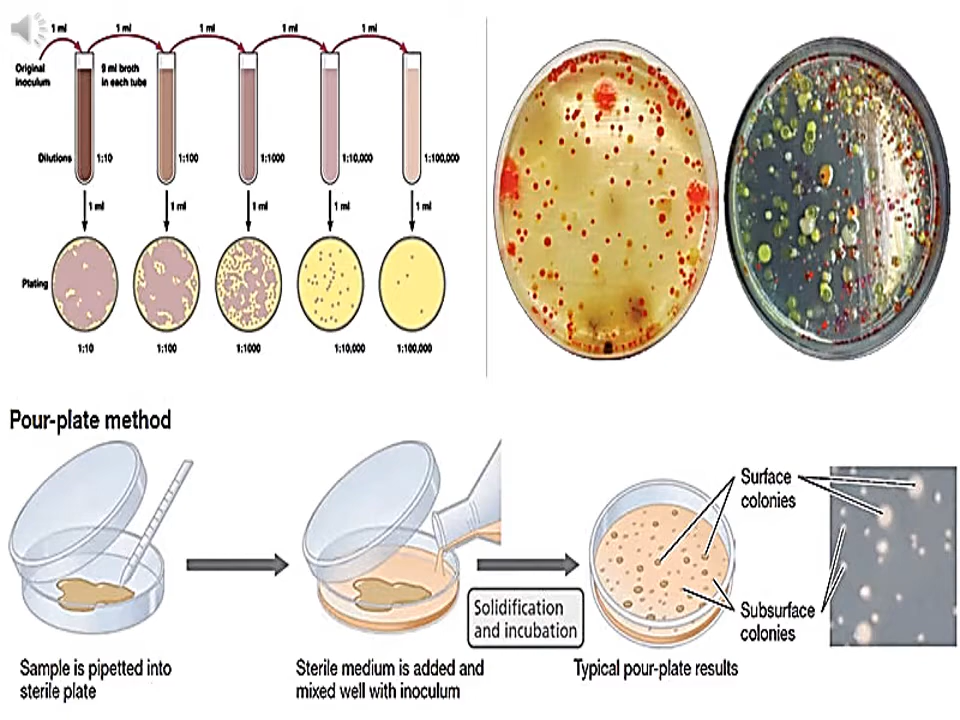 1 ml 1 ml 1 ml 1 ml 1 ml
Original
inoculum
9 ml broth
in each tube
Dilutions 1:10 1:100 1:1000 1:10,000 1:100,000
1 ml 1 ml 1 ml 1 ml 1 ml
Plating
1:10 1:100 1:1000 1:10,000 1:100,000
Pour-plate method
Surface
colonies
Solidification
and incubation
Subsurface
colonies
Sample is pipetted into
sterile plate
Sterile medium is added and
mixed well with inoculum
Typical pour-plate results